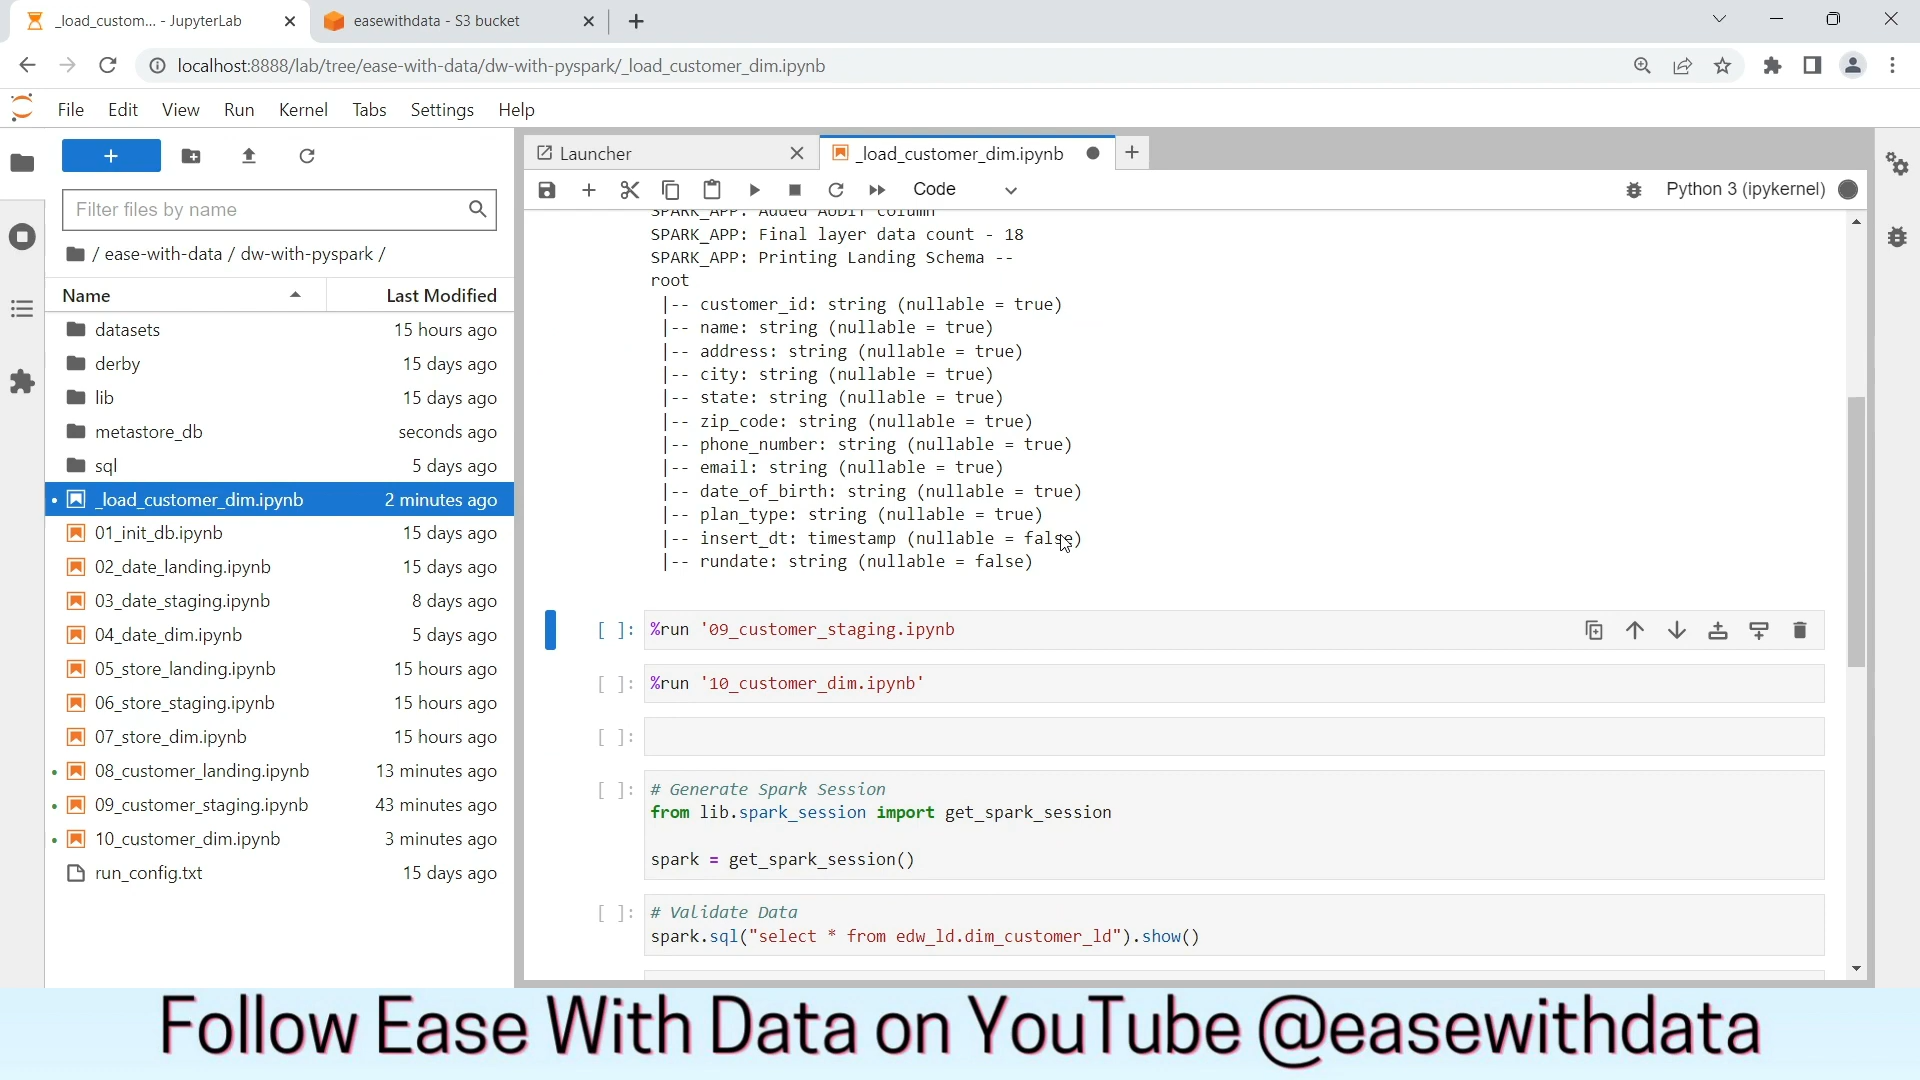 _load_custom... - JupyterLab
easewithdata - S3 bucket
localhost:8888/lab/tree/ease-with-data/dw-with-pyspark/_load_customer_dim.ipynb
File Edit View Run Kernel Tabs Settings Help
Launcher
_load_customer_dim.ipynb
Code
Python 3 (ipykernel)
Filter files by name
/ ease-with-data / dw-with-pyspark /
Name Last Modified
datasets 15 hours ago
derby 15 days ago
lib 15 days ago
metastore_db seconds ago
sql 5 days ago
_load_customer_dim.ipynb 2 minutes ago
01_init_db.ipynb 15 days ago
02_date_landing.ipynb 15 days ago
03_date_staging.ipynb 8 days ago
04_date_dim.ipynb 5 days ago
05_store_landing.ipynb 15 hours ago
06_store_staging.ipynb 15 hours ago
07_store_dim.ipynb 15 hours ago
08_customer_landing.ipynb 13 minutes ago
09_customer_staging.ipynb 43 minutes ago
10_customer_dim.ipynb 3 minutes ago
run_config.txt 15 days ago
SPARK_APP: Added AUDIT column
SPARK_APP: Final layer data count - 18
SPARK_APP: Printing Landing Schema --
root
|-- customer_id: string (nullable = true)
|-- name: string (nullable = true)
|-- address: string (nullable = true)
|-- city: string (nullable = true)
|-- state: string (nullable = true)
|-- zip_code: string (nullable = true)
|-- phone_number: string (nullable = true)
|-- email: string (nullable = true)
|-- date_of_birth: string (nullable = true)
|-- plan_type: string (nullable = true)
|-- insert_dt: timestamp (nullable = false)
|-- rundate: string (nullable = false)
[ ]: %run '09_customer_staging.ipynb
[ ]: %run '10_customer_dim.ipynb'
[ ]:
[ ]: # Generate Spark Session
from lib.spark_session import get_spark_session
spark = get_spark_session()
[ ]: # Validate Data
spark.sql("select * from edw_ld.dim_customer_ld").show()
Follow Ease With Data on YouTube @easewithdata